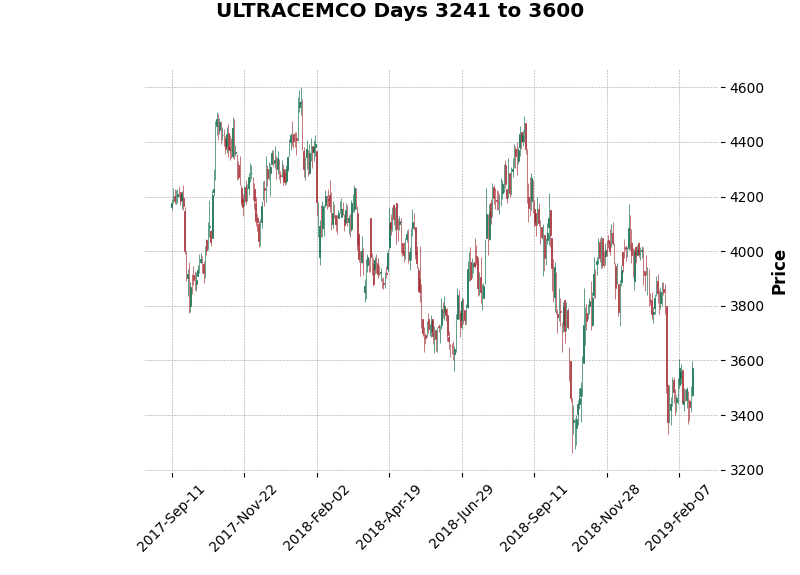 ULTRACEMCO Days 3241 to 3600
4600
4400
4200
4000
3800
3600
3400
3200
Price
2017-Sep-11
2017-Nov-22
2018-Feb-02
2018-Apr-19
2018-Jun-29
2018-Sep-11
2018-Nov-28
2019-Feb-07